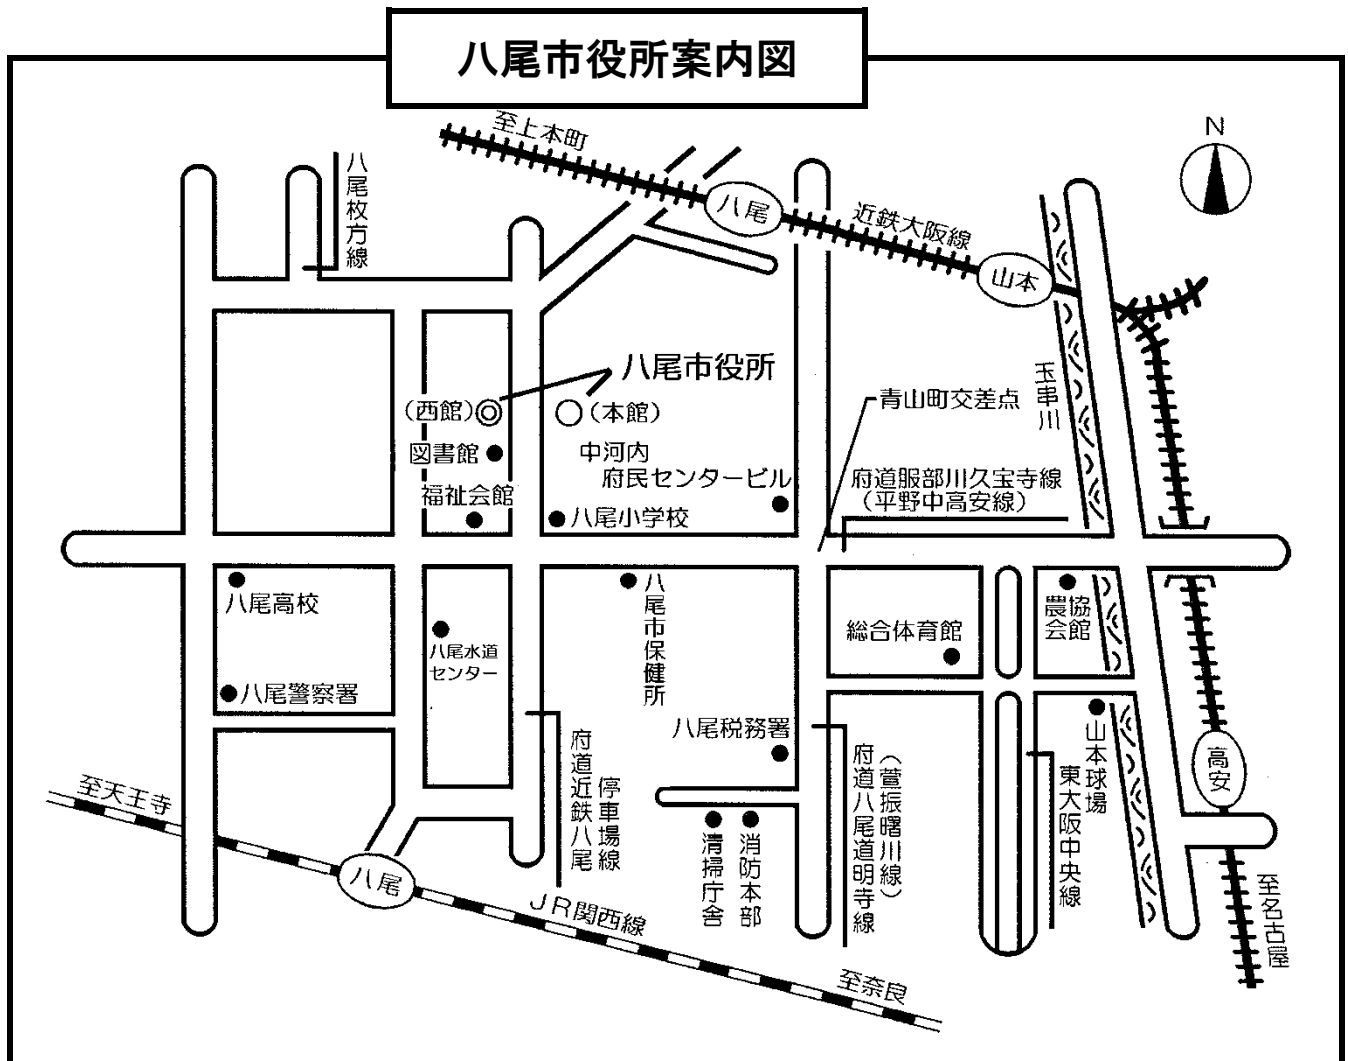 八尾市役所案内図
至上本町
N
八尾枚方線
八尾
近鉄大阪線
山本
八尾市役所
玉串川
(西館)
(本館)
青山町交差点
図書館
中河内
府民センタービル
府道服部川久宝寺線
(平野中高安線)
福祉会館
八尾小学校
八尾高校
八尾市保健所
農協
会館
総合体育館
八尾水道
センター
八尾警察署
八尾税務署
山本球場
高安
府道近鉄八尾
停車場線
府道八尾道明寺線
(萱振曙川線)
東大阪中央線
至天王寺
清掃庁舎
消防本部
八尾
JR関西線
至名古屋
至奈良